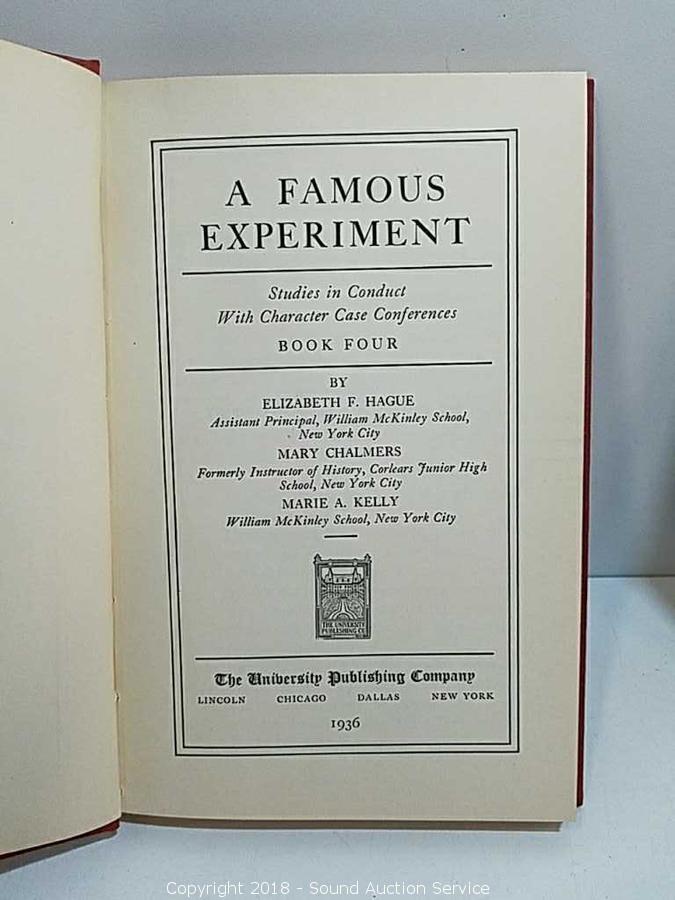 A FAMOUS
EXPERIMENT
Studies in Conduct
With Character Case Conferences
BOOK FOUR
BY
ELIZABETH F. HAGUE
Assistant Principal, William McKinley School,
New York City
MARY CHALMERS
Formerly Instructor of History, Corlears Junior High
School, New York City
MARIE A. KELLY
William McKinley School, New York City
THE UNIVERSITY
PUBLISHING CO
The University Publishing Company
LINCOLN CHICAGO DALLAS NEW YORK
1936
Copyright 2018 - Sound Auction Service